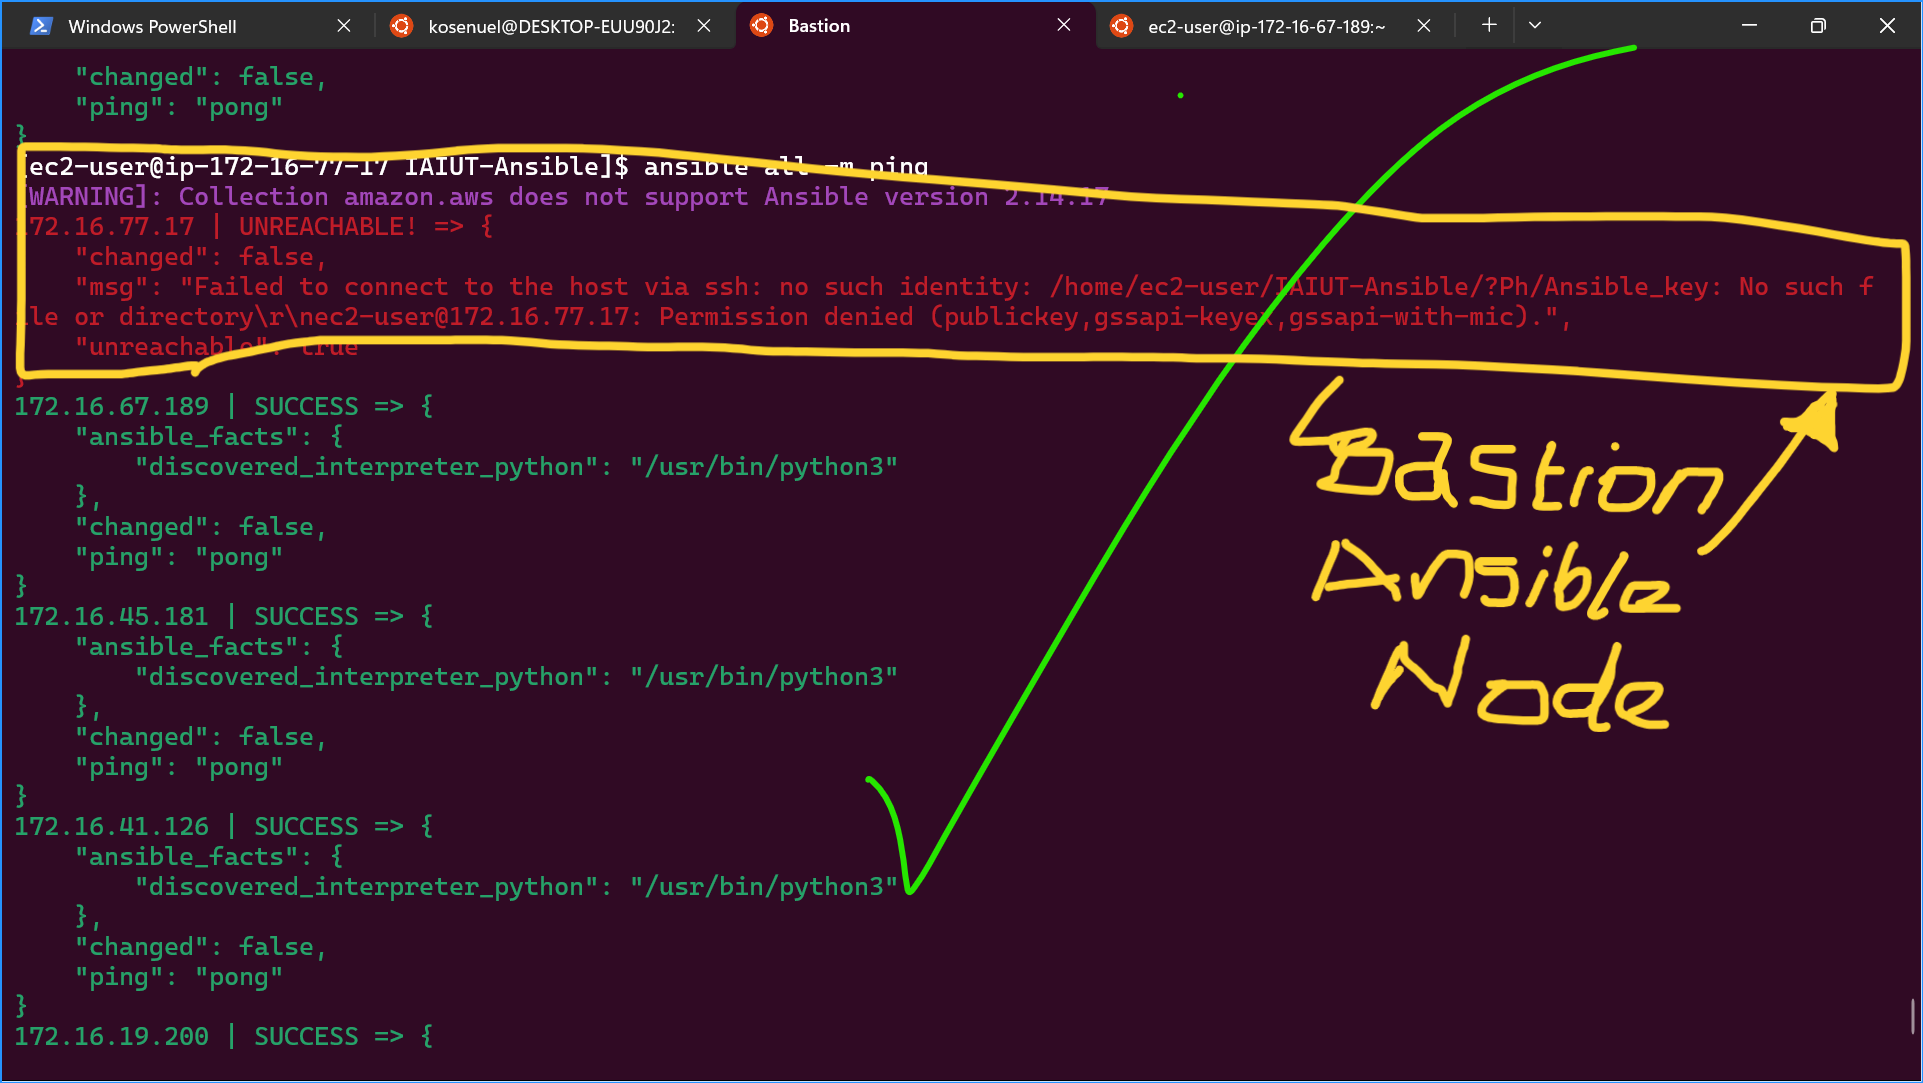 Windows PowerShell
kosenuel@DESKTOP-EUU90J2:
Bastion
ec2-user@ip-172-16-67-189:~
    "changed": false,
    "ping": "pong"
}
[ec2-user@ip-172-16-77-17 IAIUT-Ansible]$ ansible all -m ping
[WARNING]: Collection amazon.aws does not support Ansible version 2.14.17
172.16.77.17 | UNREACHABLE! => {
    "changed": false,
    "msg": "Failed to connect to the host via ssh: no such identity: /home/ec2-user/IAIUT-Ansible/?Ph/Ansible_key: No such f
ile or directory\r\nec2-user@172.16.77.17: Permission denied (publickey,gssapi-keyex,gssapi-with-mic).",
    "unreachable": true
}
172.16.67.189 | SUCCESS => {
    "ansible_facts": {
        "discovered_interpreter_python": "/usr/bin/python3"
    },
    "changed": false,
    "ping": "pong"
}
172.16.45.181 | SUCCESS => {
    "ansible_facts": {
        "discovered_interpreter_python": "/usr/bin/python3"
    },
    "changed": false,
    "ping": "pong"
}
172.16.41.126 | SUCCESS => {
    "ansible_facts": {
        "discovered_interpreter_python": "/usr/bin/python3"
    },
    "changed": false,
    "ping": "pong"
}
172.16.19.200 | SUCCESS => {
Bastion
Ansible
Node